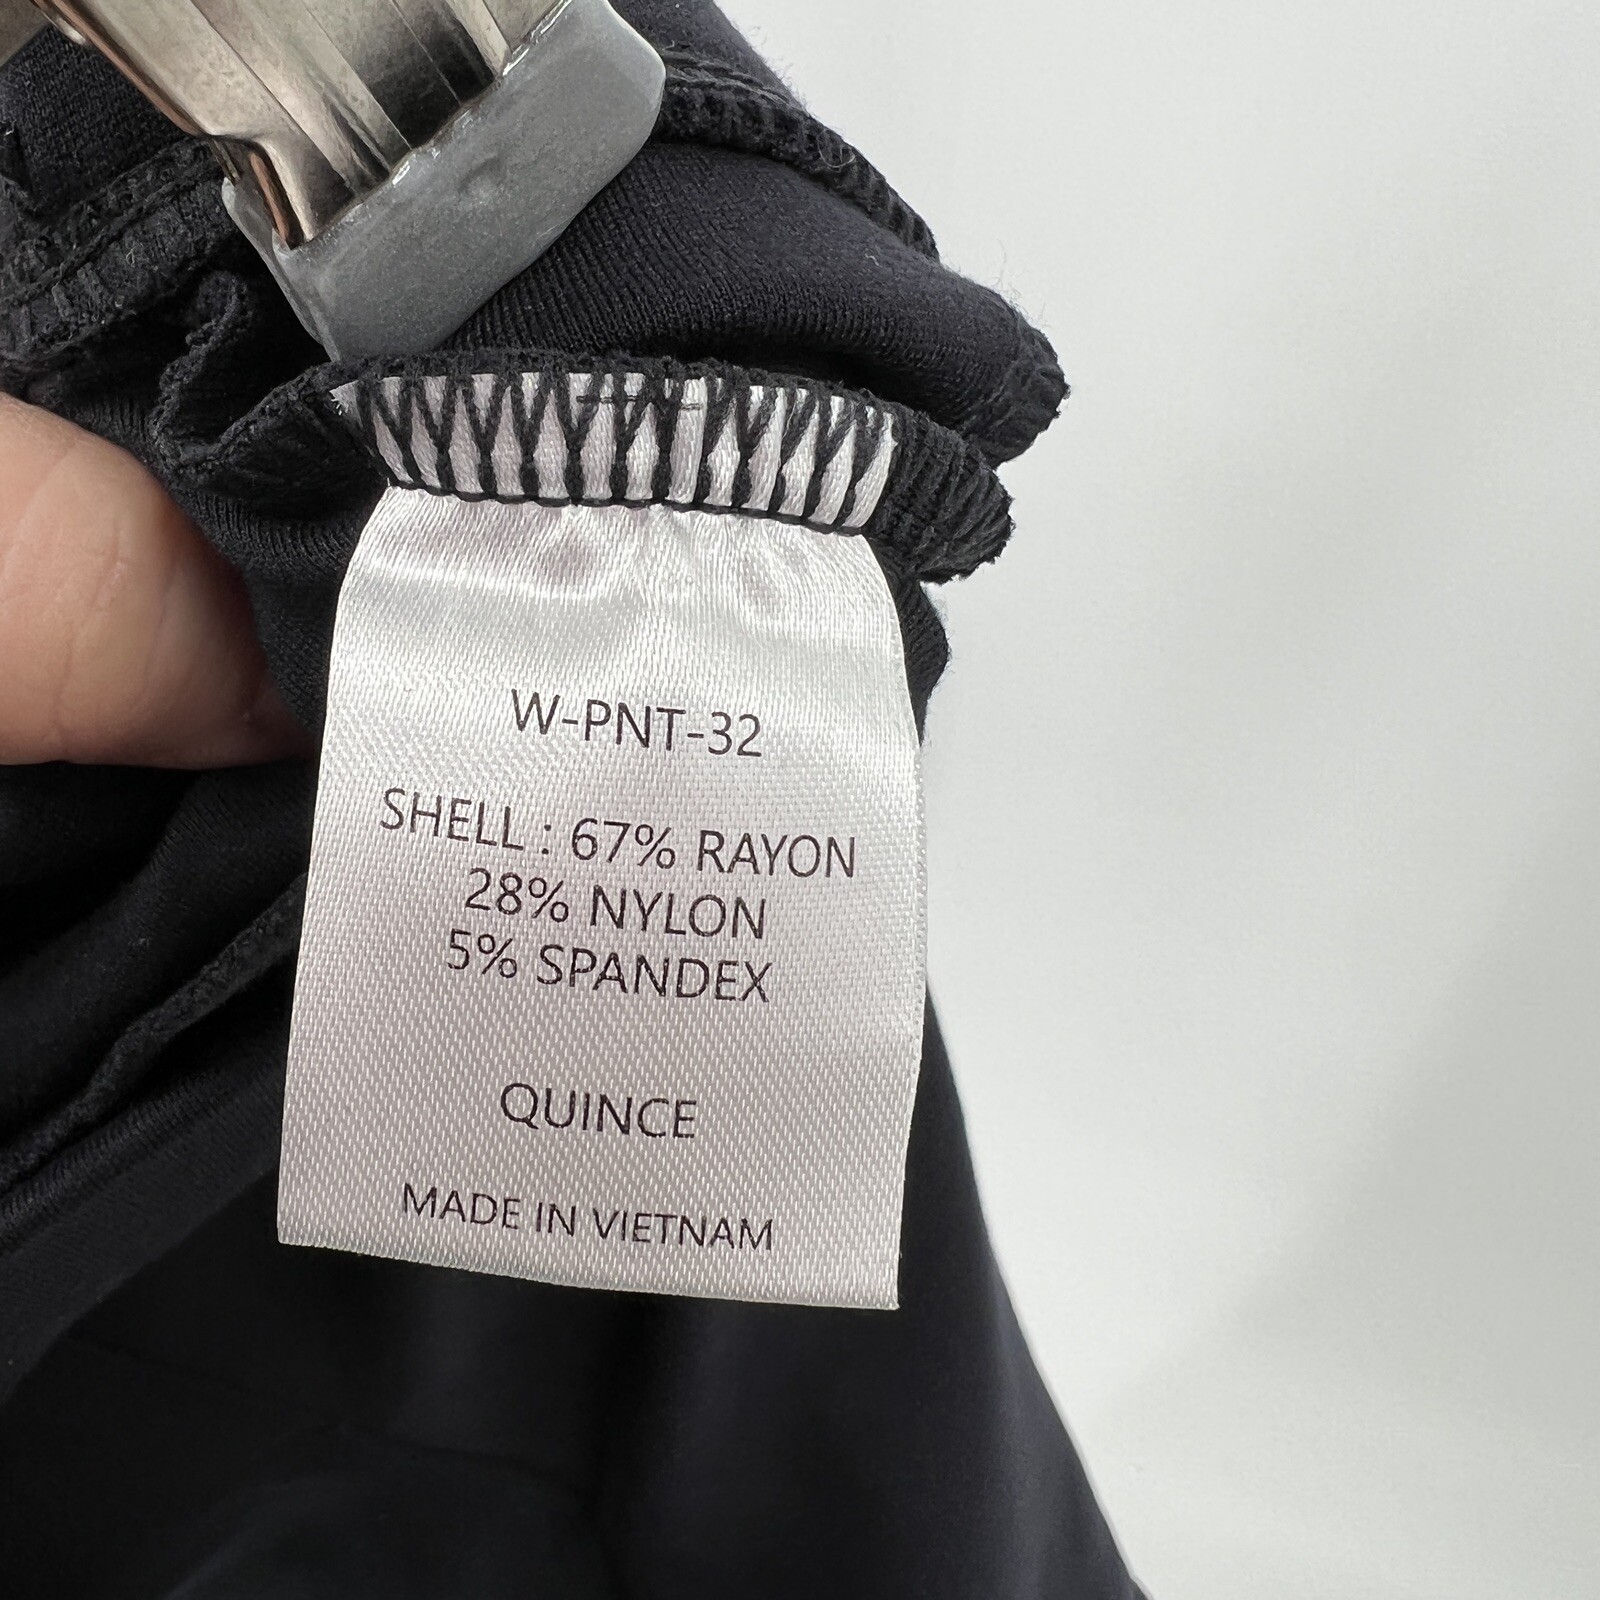 W-PNT-32
SHELL : 67% RAYON
28% NYLON
5% SPANDEX
QUINCE
MADE IN VIETNAM